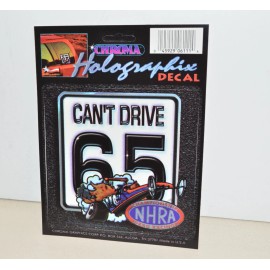 CHROMA
Holographix
DECAL
CAN'T DRIVE
65
NHRA